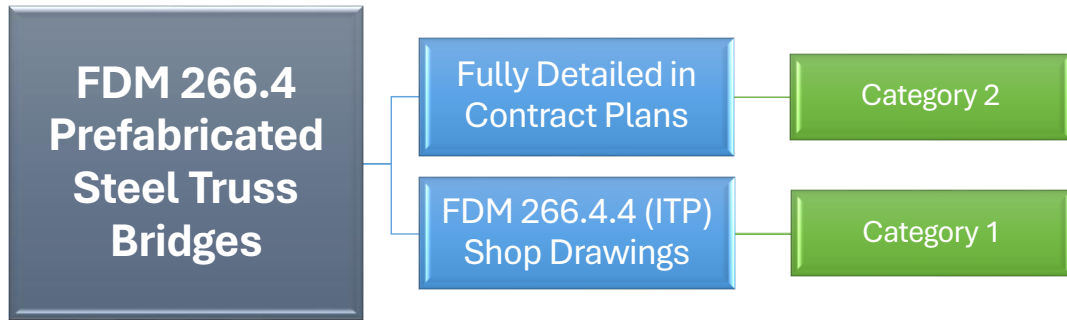 FDM 266.4
Prefabricated
Steel Truss
Bridges
Fully Detailed in
Contract Plans
Category 2
FDM 266.4.4 (ITP)
Shop Drawings
Category 1